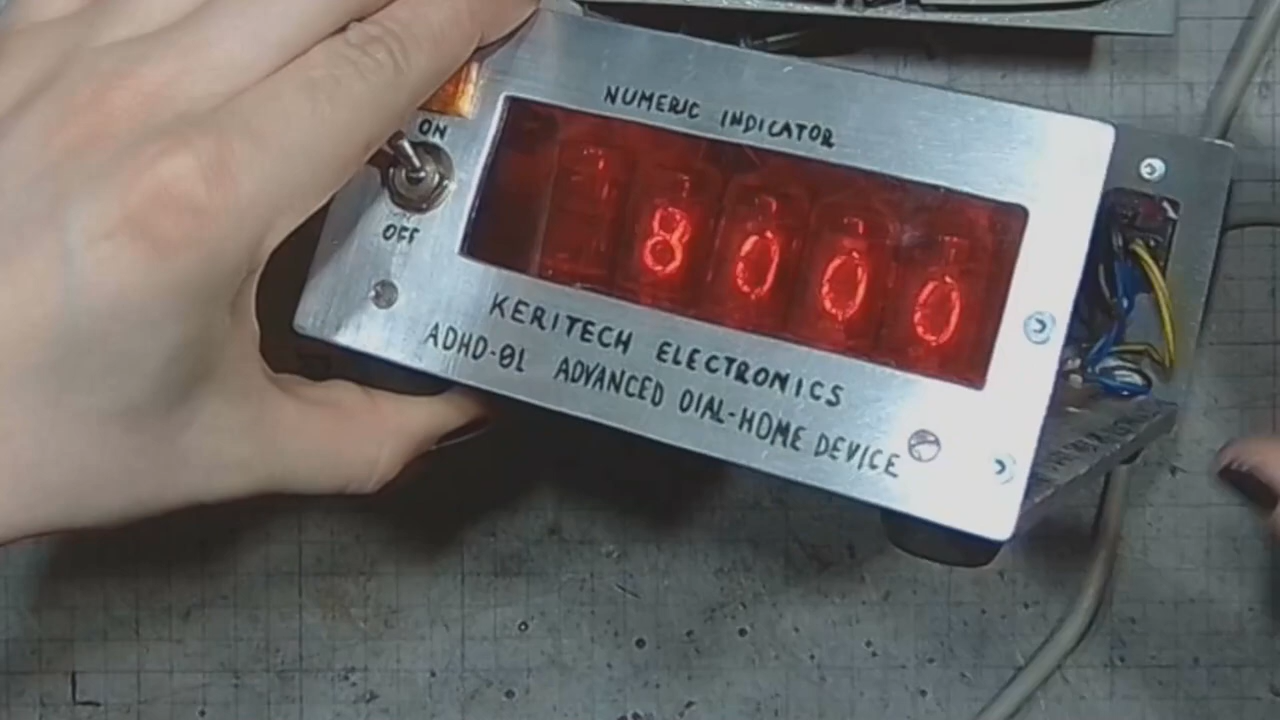 NUMERIC INDICATOR
ON
OFF
8000
KERITECH ELECTRONICS
ADHD-01 ADVANCED DIAL-HOME DEVICE